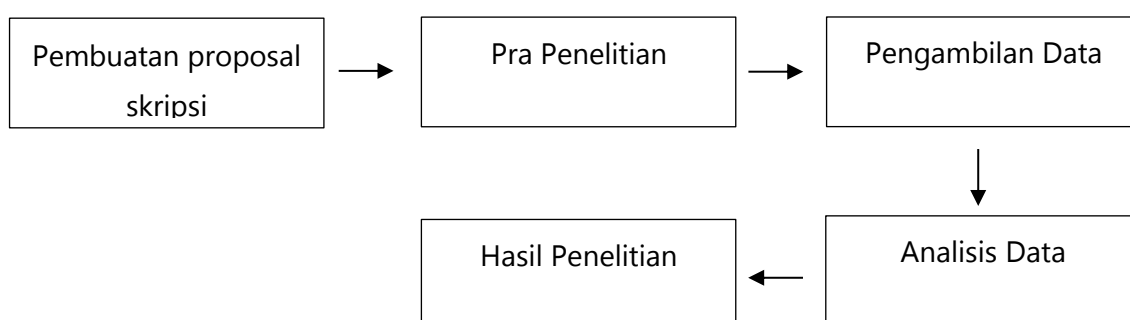 Pembuatan proposal
skripsi
Pra Penelitian
Pengambilan Data
Hasil Penelitian
Analisis Data